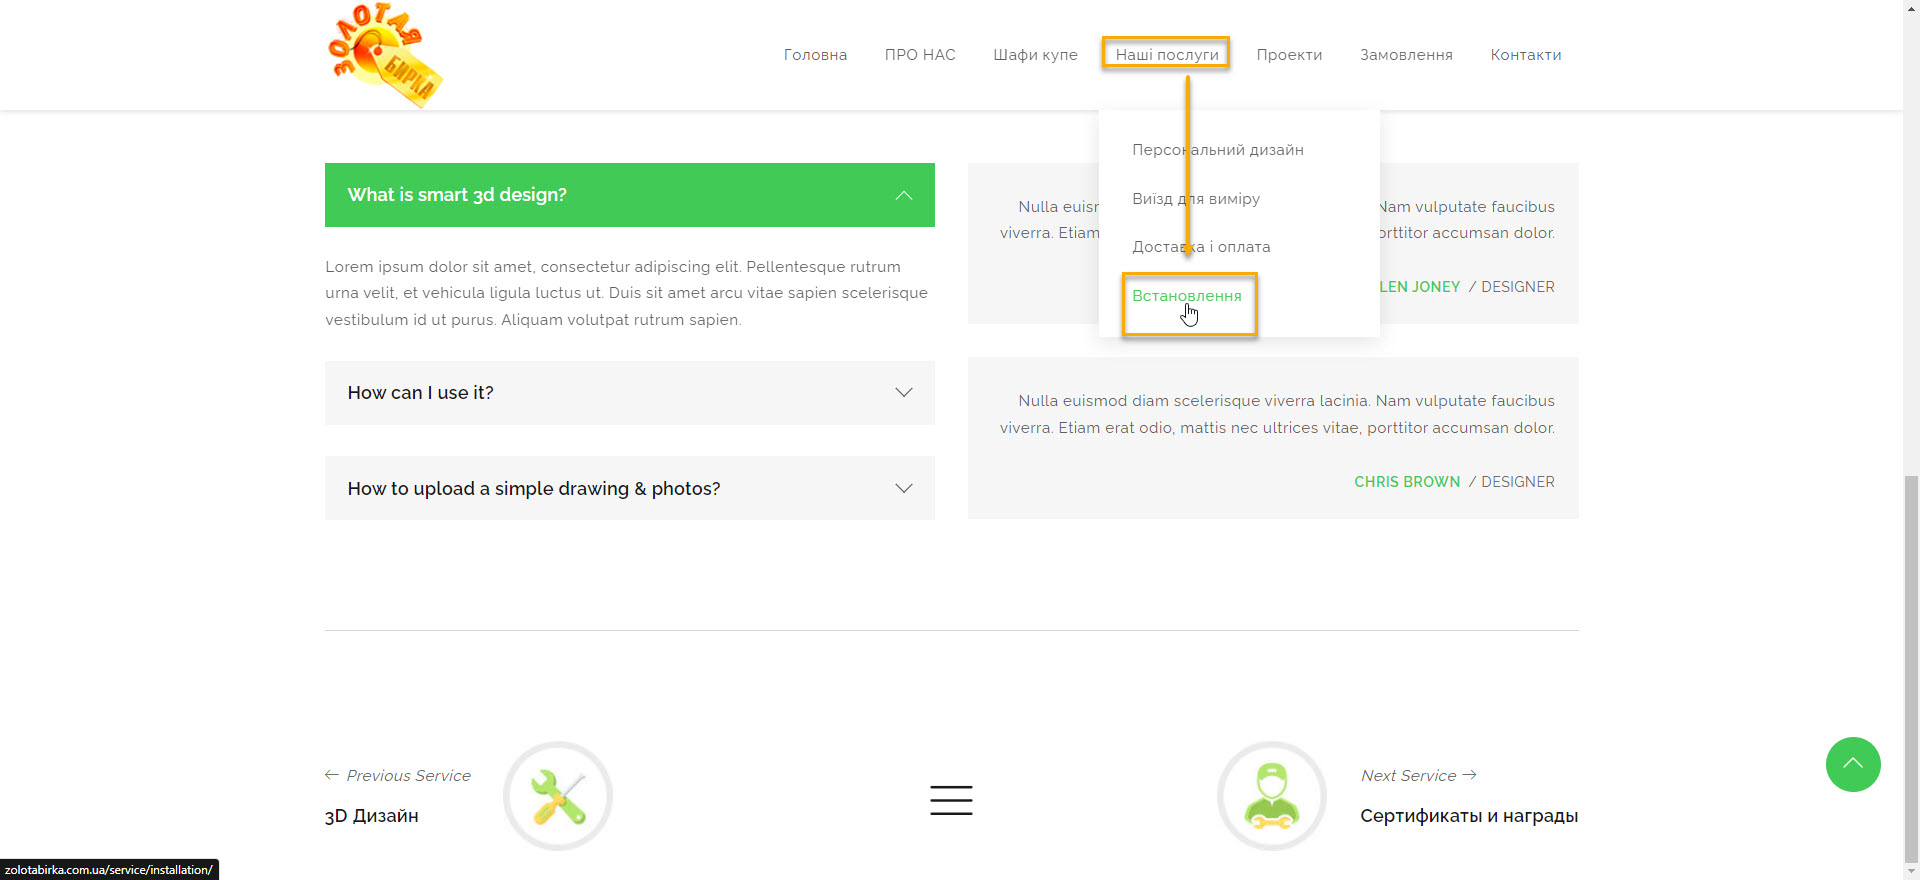 ЗОЛОТАЯ
БИРКА
Головна
ПРО НАС
Шафи купе
Наші послуги
Проекти
Замовлення
Контакти
Персональний дизайн
Виїзд для виміру
Доставка і оплата
Встановлення
What is smart 3d design?
Lorem ipsum dolor sit amet, consectetur adipiscing elit. Pellentesque rutrum
urna velit, et vehicula ligula luctus ut. Duis sit amet arcu vitae sapien scelerisque
vestibulum id ut purus. Aliquam volutpat rutrum sapien.
How can I use it?
How to upload a simple drawing & photos?
Nulla Nam vulputate faucibus
viverra. Etiam porttitor accumsan dolor.
LEN JONEY / DESIGNER
Nulla euismod diam scelerisque viverra lacinia. Nam vulputate faucibus
viverra. Etiam erat odio, mattis nec ultrices vitae, porttitor accumsan dolor.
CHRIS BROWN / DESIGNER
← Previous Service
3D Дизайн
Next Service →
Сертификаты и награды
zolotabirka.com.ua/service/installation/